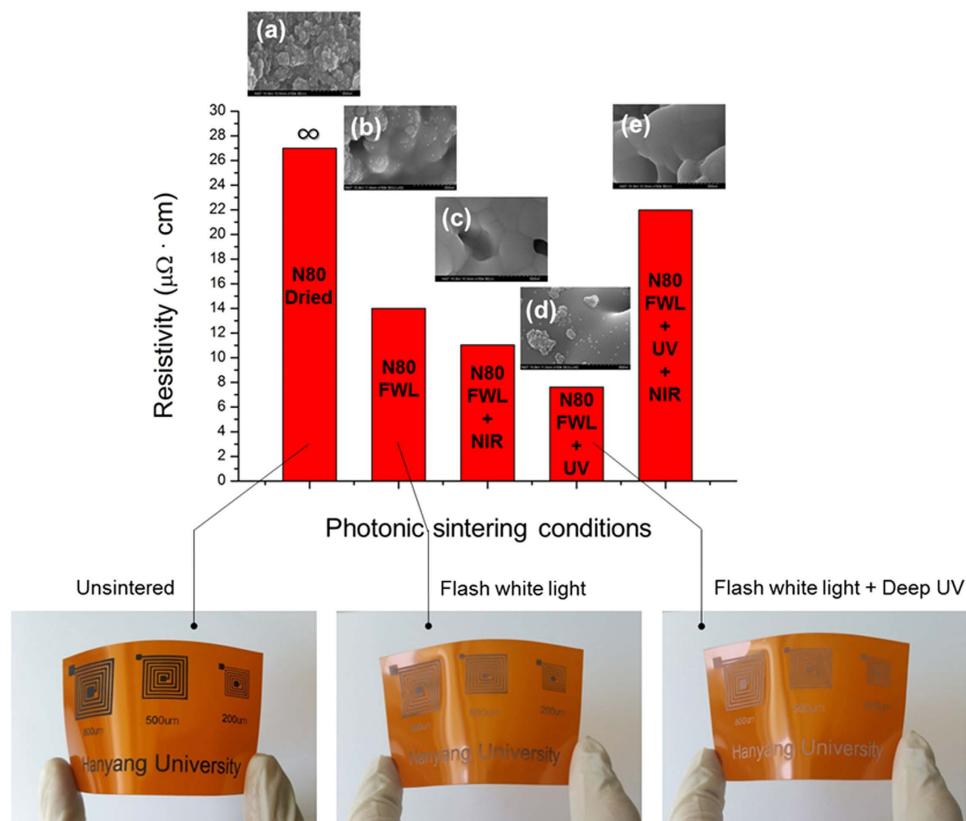 (a)
(b)
(c)
(d)
(e)
Resistivity (μΩ · cm)
30
28
26
24
22
20
18
16
14
12
10
8
6
4
2
0
∞
N80
Dried
N80
FWL
N80
FWL
+
NIR
N80
FWL
+
UV
N80
FWL
+
UV
+
NIR
Photonic sintering conditions
Unsintered
Flash white light
Flash white light + Deep UV
800um
500um
200um
Hanyang University
200um
Hanyang University
500um
Hanyang University